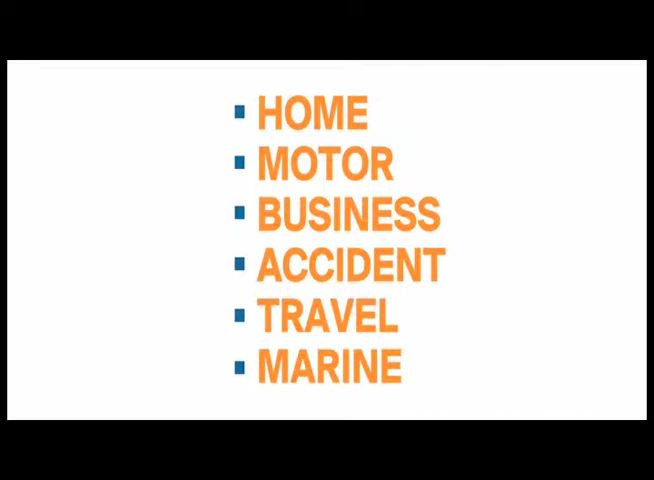 HOME
MOTOR
BUSINESS
ACCIDENT
TRAVEL
MARINE